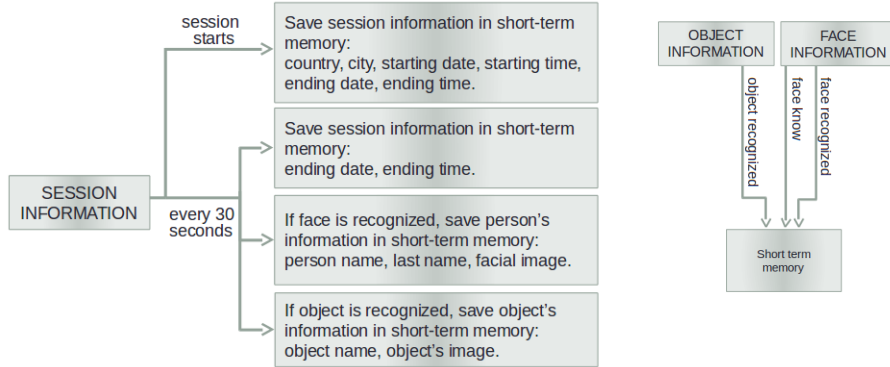 session
starts
Save session information in short-term
memory:
country, city, starting date, starting time,
ending date, ending time.
Save session information in short-term
memory:
ending date, ending time.
SESSION
INFORMATION
every 30
seconds
If face is recognized, save person's
information in short-term memory:
person name, last name, facial image.
If object is recognized, save object's
information in short-term memory:
object name, object's image.
OBJECT
INFORMATION
FACE
INFORMATION
object recognized
face know
face recognized
Short term
memory